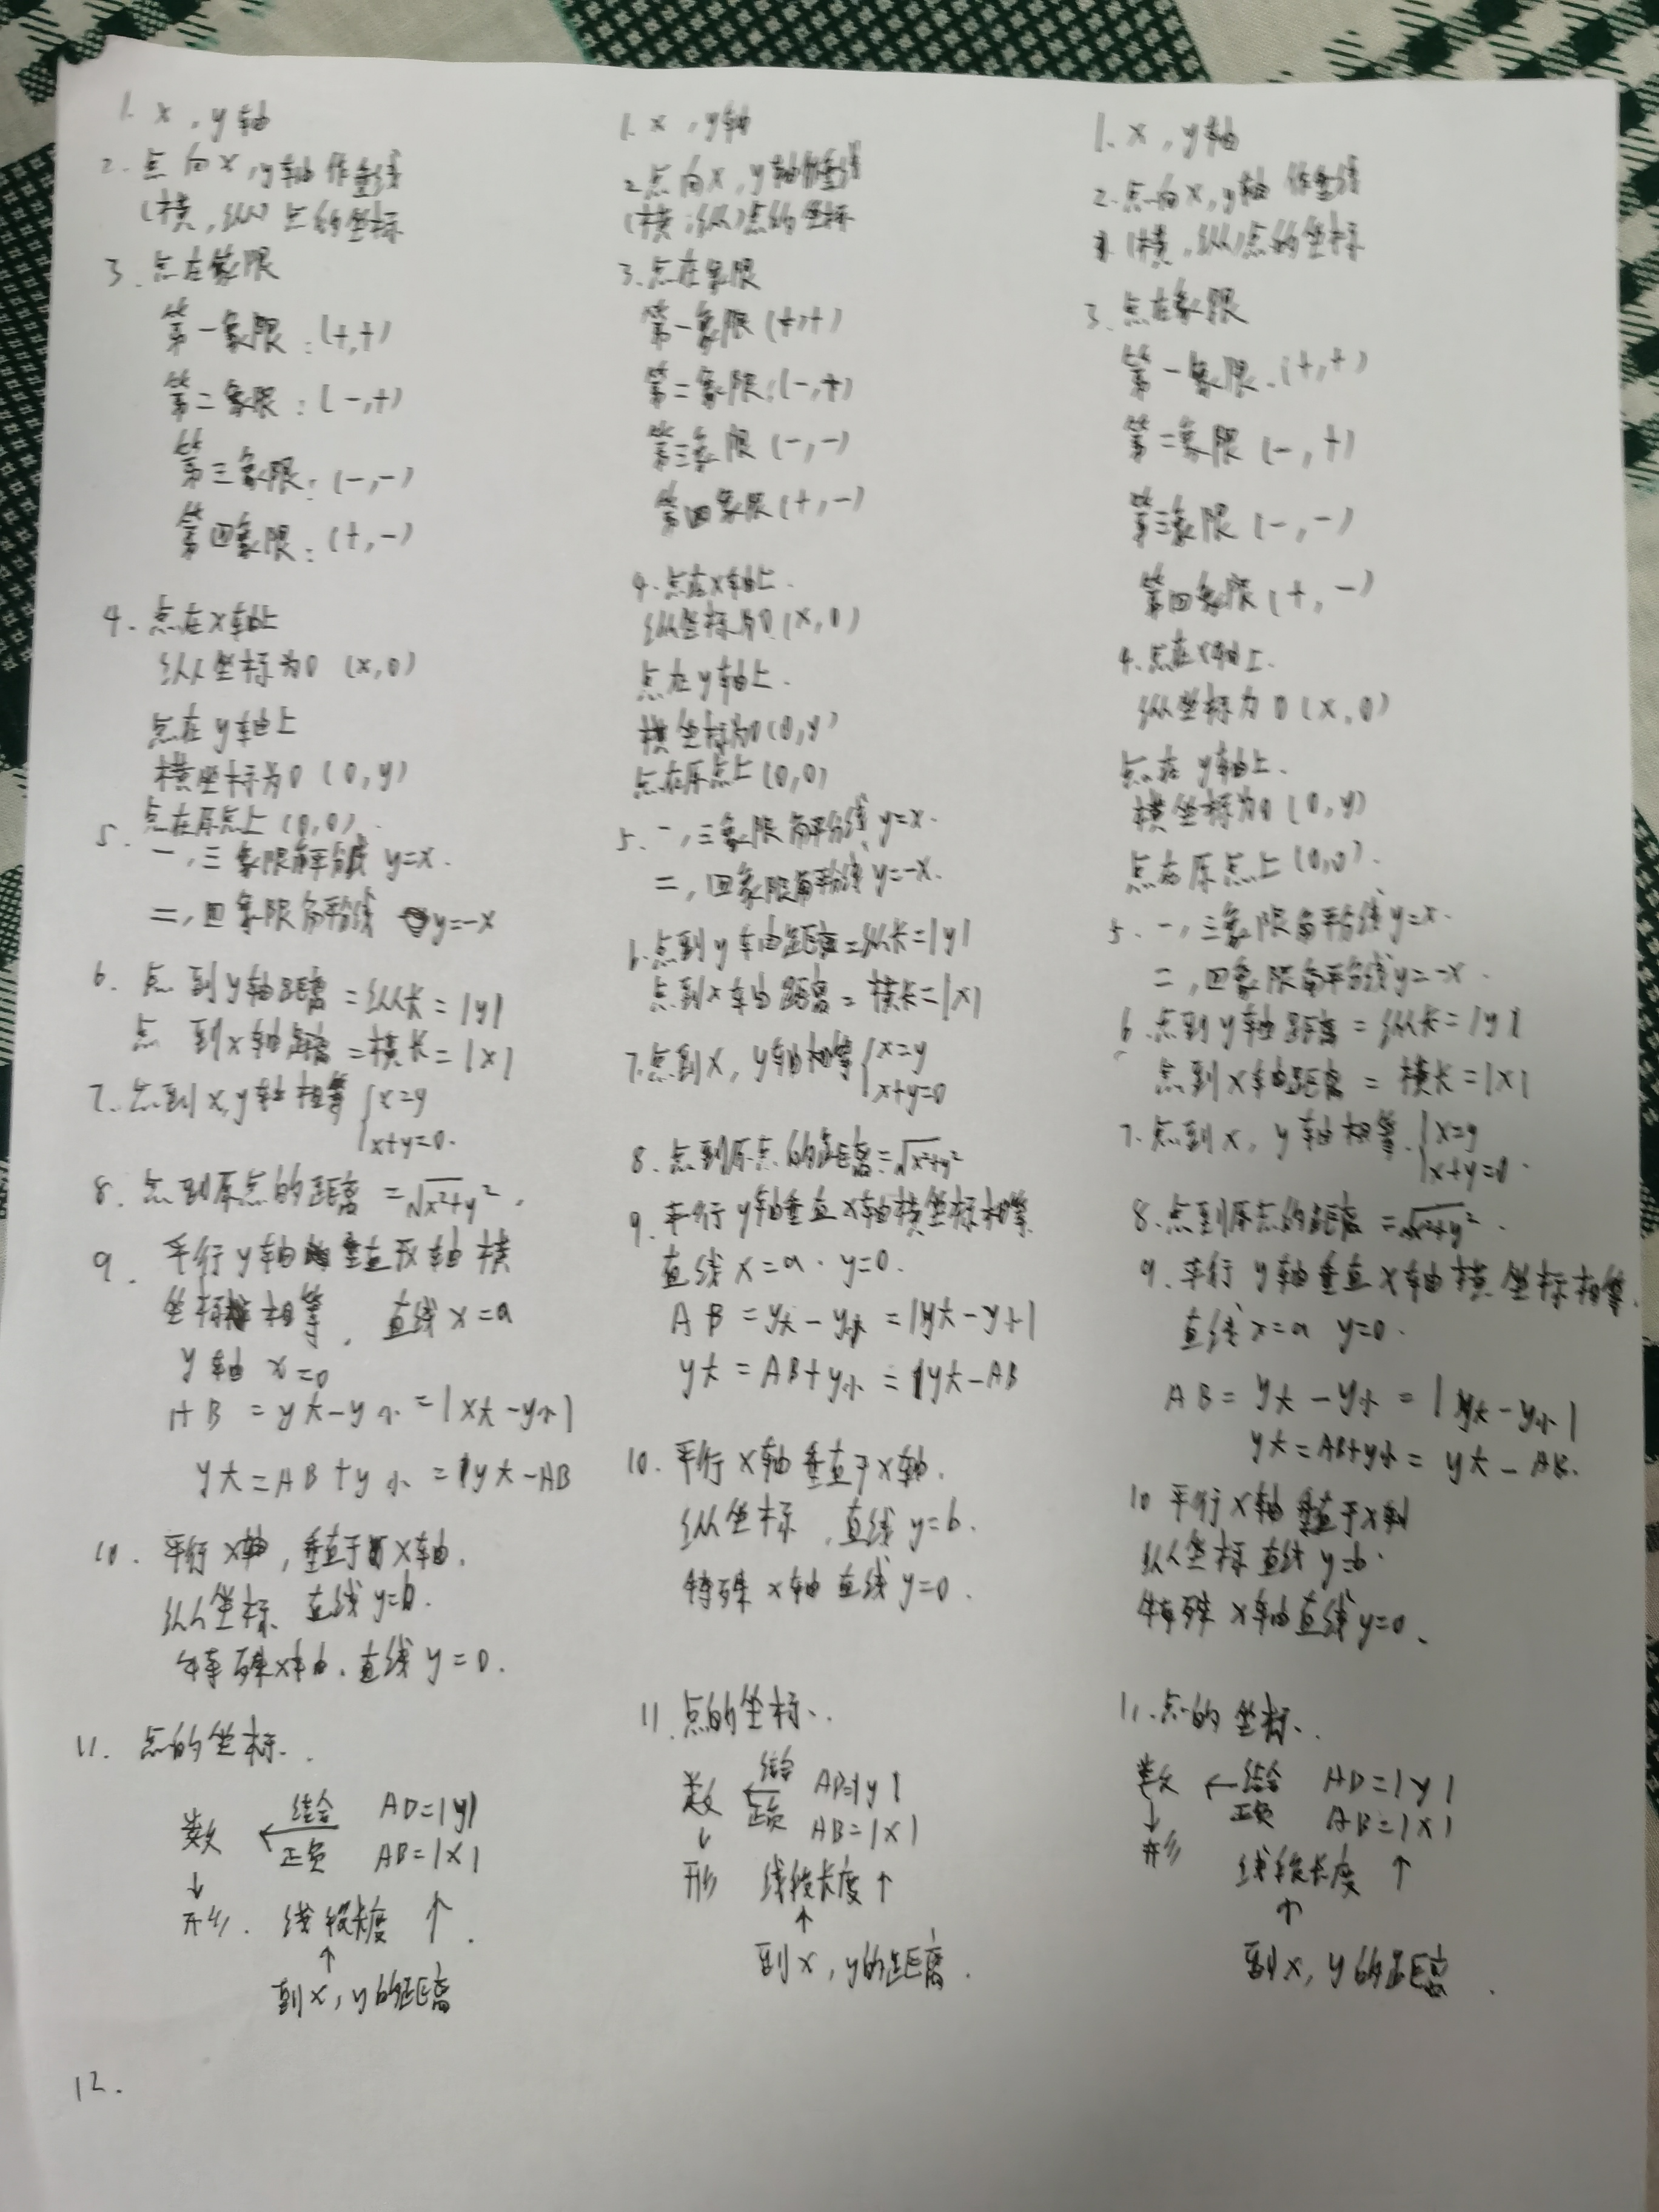 1. x , y轴
2. 点向x,y轴作垂线
(横,纵)点的坐标
3. 点在象限
第一象限:(+,+)
第二象限:(-,+)
第三象限:(-,-)
第四象限:(+,-)
4. 点在x轴上
纵坐标为0 (x,0)
点在y轴上
横坐标为0 (0,y)
点在原点上 (0,0).
5. 一,三象限角平分线 y=x.
二,四象限角平分线 y=-x
6. 点到y轴距离=纵长=|y|
点到x轴距离=横长=|x|
7. 点到x,y轴相等{x=y
x+y=0.
8. 点到原点的距离=√x²+y².
9. 平行y轴垂直于x轴横
坐标相等. 直线x=a
y轴 x=0
AB=y大-y小=|x大-y小|
y大=AB+y小=y大-AB
10. 平行x轴,垂直于x轴.
纵坐标 直线y=b.
特殊x轴.直线y=0.
11. 点的坐标..
数 ← 结合 AD=|y|
正负 AB=|x|
↓
形. 线段长度 ↑.
↑
到x,y的距离
12.
1. x , y轴
2.点向x,y轴作垂线
(横,纵)点的坐标
3.点在象限
第一象限(+,+)
第二象限:(-,+)
第三象限(-,-)
第四象限(+,-)
4.点在x轴上.
纵坐标为0(x,0)
点在y轴上.
横坐标为0(0,y)
点在原点上(0,0)
5. 一,三象限角平分线y=x.
二,四象限角平分线y=-x.
6.点到y轴距离=纵长=|y|
点到x轴距离=横长=|x|
7.点到x,y轴相等{x=y
x+y=0
8.点到原点的距离=√x²+y²
9.平行y轴垂直x轴横坐标相等.
直线x=a. y=0.
AB=y大-y小=|y大-y小|
y大=AB+y小=y大-AB
10.平行x轴垂直于x轴.
纵坐标,直线y=b.
特殊x轴直线y=0.
11.点的坐标..
数 ← 结合 AD=|y|
正负 AB=|x|
↓
形 线段长度↑
↑
到x,y的距离.
1. x , y轴
2.点向x,y轴作垂线
(横,纵)点的坐标
3. 点在象限
第一象限.(+,+)
第二象限(-,+)
第三象限(-,-)
第四象限(+,-)
4.点在x轴上.
纵坐标为0(x,0)
点在y轴上.
横坐标为0(0,y)
点在原点上(0,0).
5. 一,三象限角平分线y=x.
二,四象限角平分线y=-x.
6.点到y轴距离=纵长=|y|
点到x轴距离=横长=|x|
7.点到x,y轴相等.{x=y
x+y=0.
8.点到原点的距离=√x²+y².
9.平行y轴垂直x轴横坐标相等.
直线x=a y=0.
AB=y大-y小=|y大-y小|
y大=AB+y小=y大-AB.
10 平行x轴垂直于x轴
纵坐标直线y=b.
特殊x轴直线y=0.
11.点的坐标..
数 ← 结合 AD=|y|
正负 AB=|x|
↓
形
线段长度 ↑
↑
到x,y的距离.